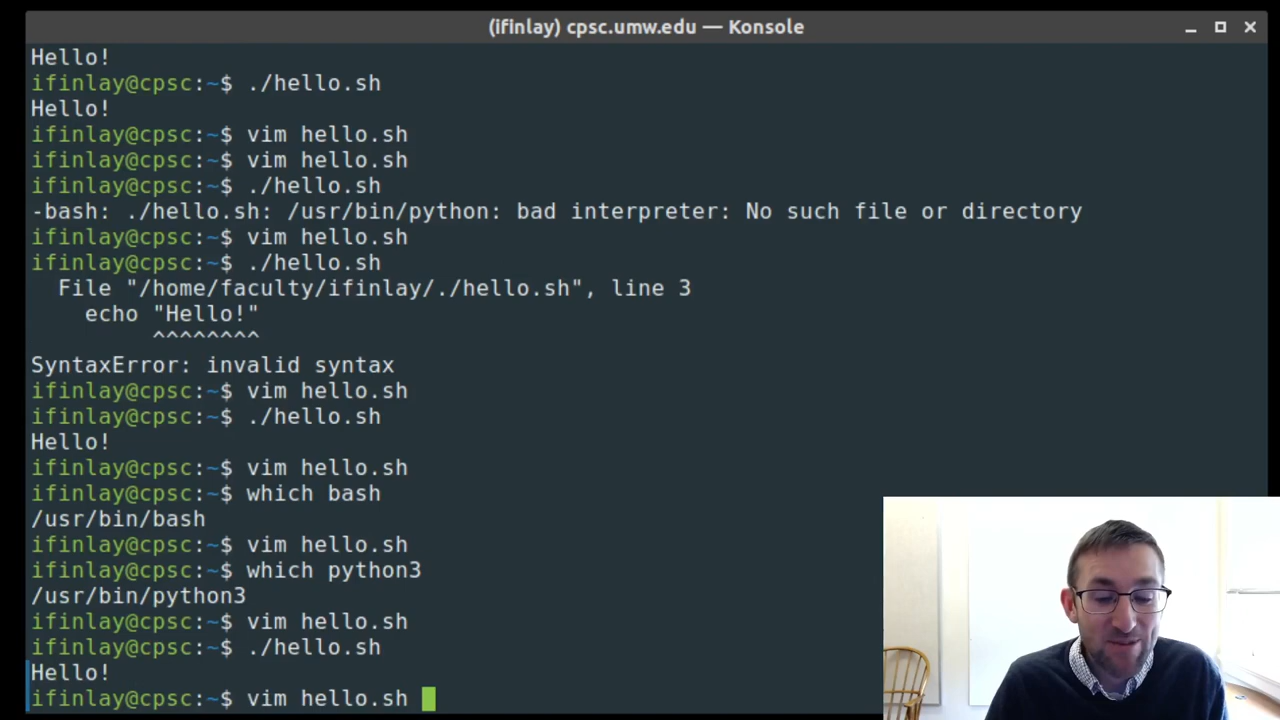 (ifinlay) cpsc.umw.edu — Konsole
Hello!
ifinlay@cpsc:~$ ./hello.sh
Hello!
ifinlay@cpsc:~$ vim hello.sh
ifinlay@cpsc:~$ vim hello.sh
ifinlay@cpsc:~$ ./hello.sh
-bash: ./hello.sh: /usr/bin/python: bad interpreter: No such file or directory
ifinlay@cpsc:~$ vim hello.sh
ifinlay@cpsc:~$ ./hello.sh
  File "/home/faculty/ifinlay/./hello.sh", line 3
    echo "Hello!"
         ^^^^^^^^
SyntaxError: invalid syntax
ifinlay@cpsc:~$ vim hello.sh
ifinlay@cpsc:~$ ./hello.sh
Hello!
ifinlay@cpsc:~$ vim hello.sh
ifinlay@cpsc:~$ which bash
/usr/bin/bash
ifinlay@cpsc:~$ vim hello.sh
ifinlay@cpsc:~$ which python3
/usr/bin/python3
ifinlay@cpsc:~$ vim hello.sh
ifinlay@cpsc:~$ ./hello.sh
Hello!
ifinlay@cpsc:~$ vim hello.sh